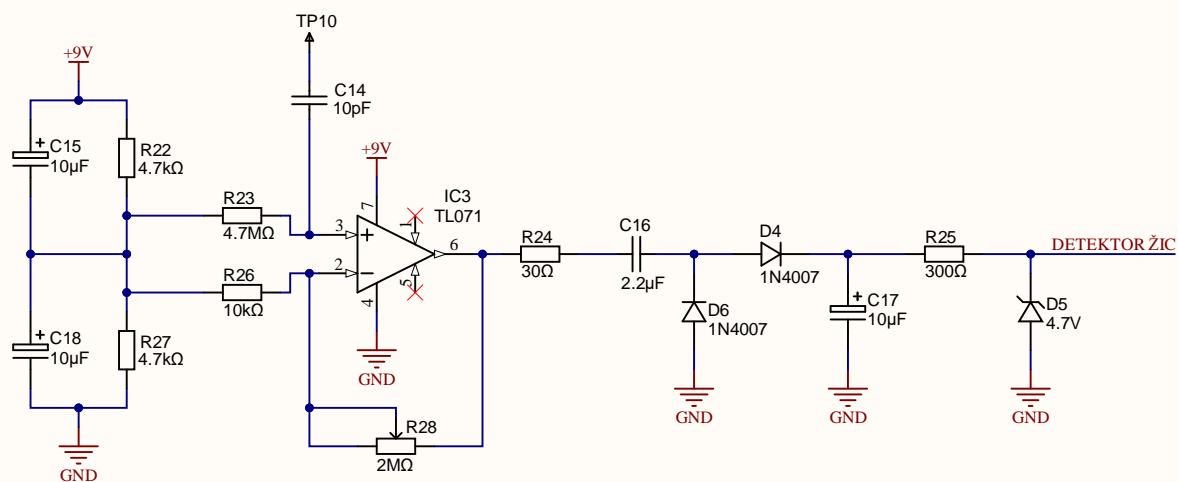 TP10
+9V
C14
10pF
C15
10µF
R22
4.7kΩ
+9V
IC3
TL071
R23
4.7MΩ
7
1
3
6
2
5
4
R24
30Ω
C16
2.2µF
D4
1N4007
R25
300Ω
DETEKTOR ŽIC
R26
10kΩ
D6
1N4007
C17
10µF
D5
4.7V
C18
10µF
R27
4.7kΩ
GND
GND
GND
GND
R28
2MΩ
GND